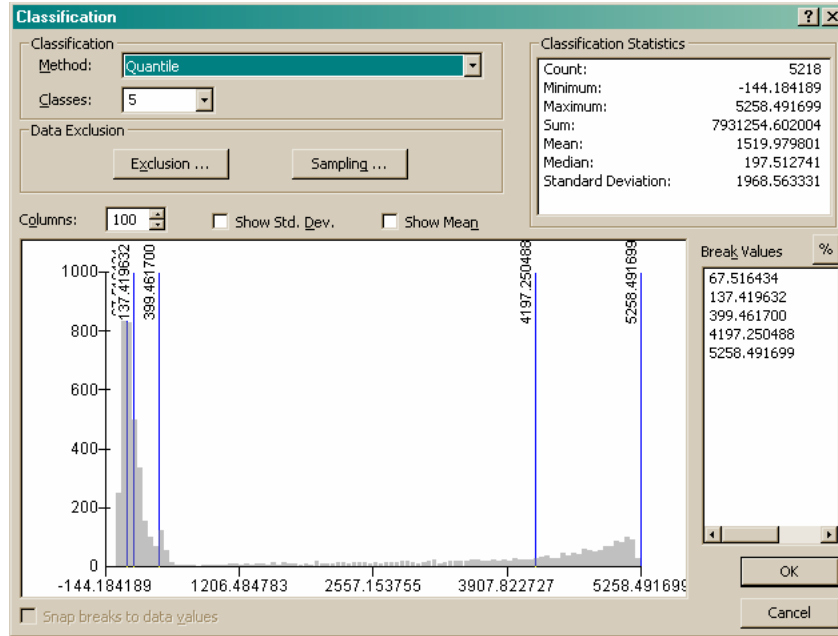 Classification
Classification
Method: Quantile
Classes: 5
Data Exclusion
Exclusion ...
Sampling ...
Classification Statistics
Count: 5218
Minimum: -144.184189
Maximum: 5258.491699
Sum: 7931254.602004
Mean: 1519.979801
Median: 197.512741
Standard Deviation: 1968.563331
Columns: 100
Show Std. Dev.
Show Mean
Break Values
%
67.516434
137.419632
399.461700
4197.250488
5258.491699
137.419632
399.461700
4197.250488
5258.491699
1000
800
600
400
200
0
-144.184189
1206.484783
2557.153755
3907.822727
5258.491699
Snap breaks to data values
OK
Cancel